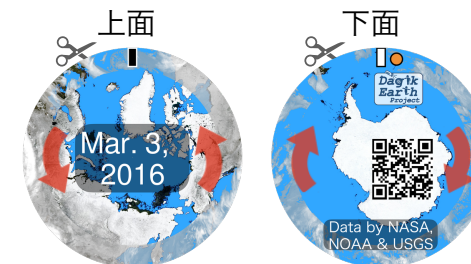 上面
下面
Mar. 3,
2016
Dagik
Earth
Project
Data by NASA,
NOAA & USGS